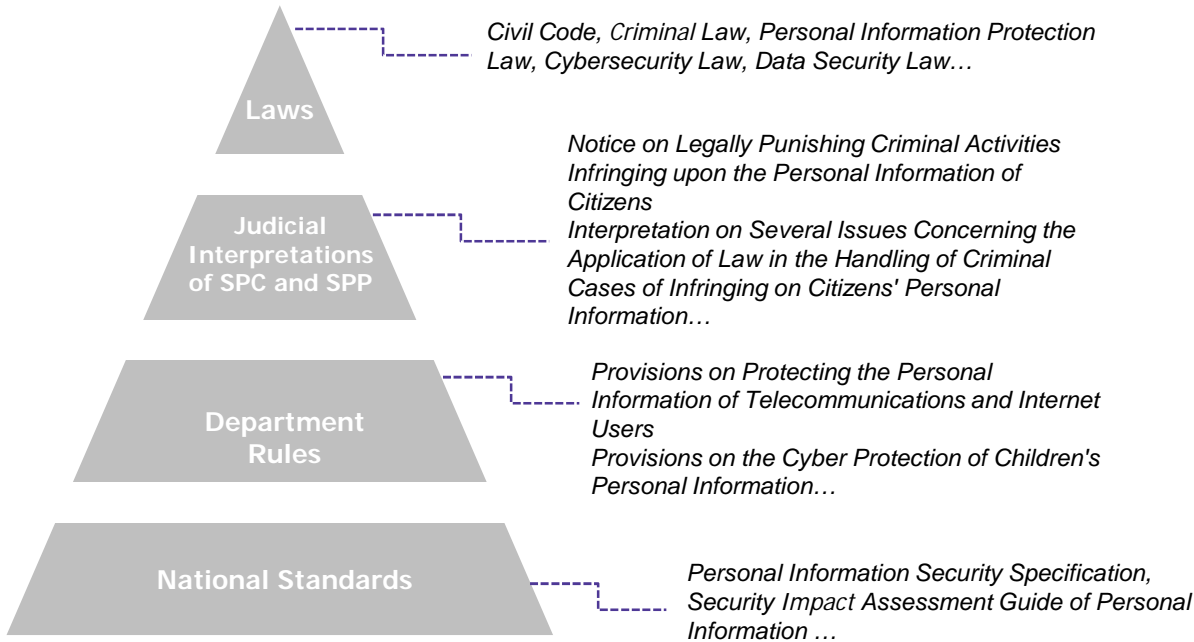 Civil Code, Criminal Law, Personal Information Protection
Law, Cybersecurity Law, Data Security Law…
Laws
Notice on Legally Punishing Criminal Activities
Infringing upon the Personal Information of
Citizens
Interpretation on Several Issues Concerning the
Application of Law in the Handling of Criminal
Cases of Infringing on Citizens' Personal
Information…
Judicial
Interpretations
of SPC and SPP
Provisions on Protecting the Personal
Information of Telecommunications and Internet
Users
Provisions on the Cyber Protection of Children's
Personal Information…
Department
Rules
National Standards
Personal Information Security Specification,
Security Impact Assessment Guide of Personal
Information …